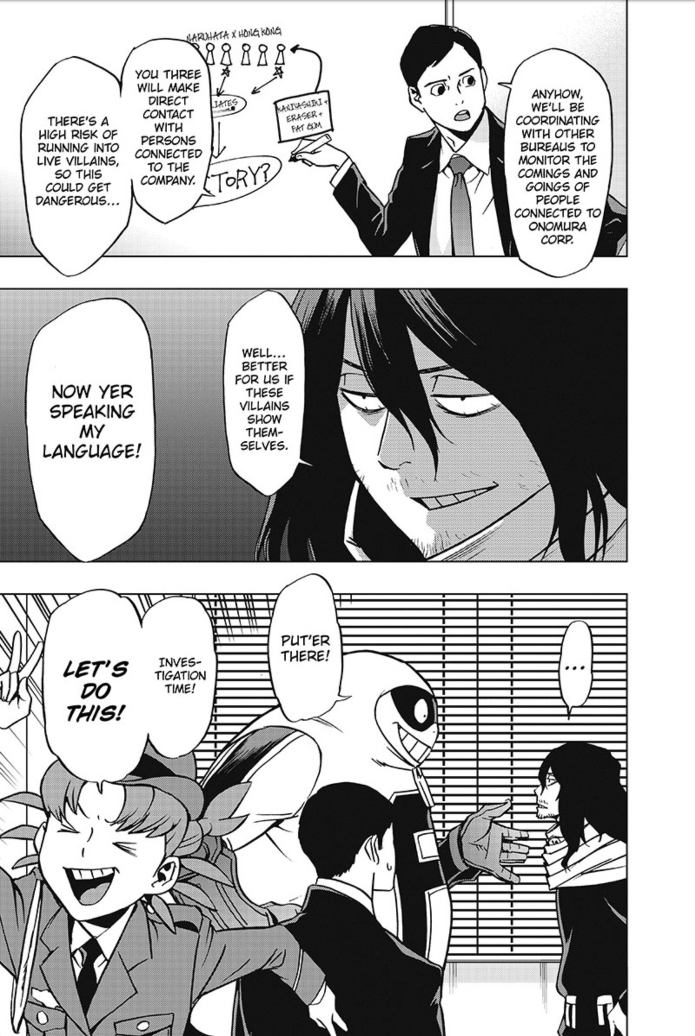 ANYHOW,
WE'LL BE
COORDINATING
WITH OTHER
BUREAUS TO
MONITOR THE
COMINGS AND
GOINGS OF
PEOPLE
CONNECTED TO
ONOMURA
CORP.
NARUHATA X HONG KONG
IATES
ERASER +
FAT GUM
TORY?
YOU THREE
WILL MAKE
DIRECT
CONTACT
WITH
PERSONS
CONNECTED
TO THE
COMPANY.
THERE'S A
HIGH RISK OF
RUNNING INTO
LIVE VILLAINS,
SO THIS
COULD GET
DANGEROUS...
WELL...
BETTER
FOR US IF
THESE
VILLAINS
SHOW
THEM-
SELVES.
NOW YER
SPEAKING
MY
LANGUAGE!
...
PUT'ER
THERE!
INVES-
TIGATION
TIME!
LET'S
DO
THIS!